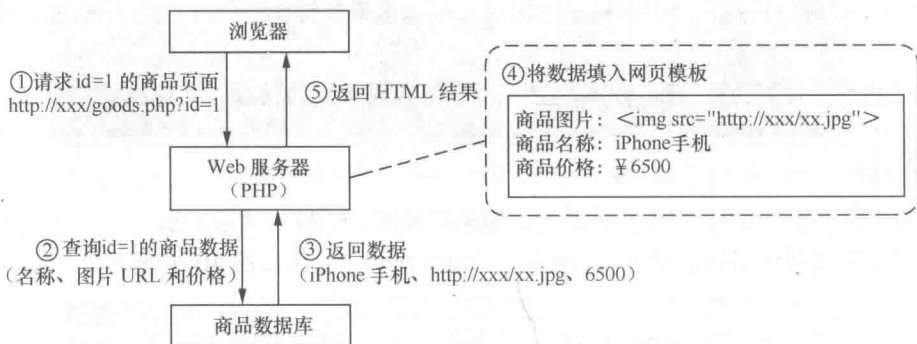 浏览器
①请求 id=1 的商品页面
http://xxx/goods.php?id=1
⑤返回 HTML 结果
④将数据填入网页模板
商品图片：<img src="http://xxx/xx.jpg">
商品名称：iPhone手机
商品价格：￥6500
Web 服务器
（PHP）
②查询id=1的商品数据
（名称、图片 URL 和价格）
③返回数据
（iPhone 手机、http://xxx/xx.jpg、6500）
商品数据库